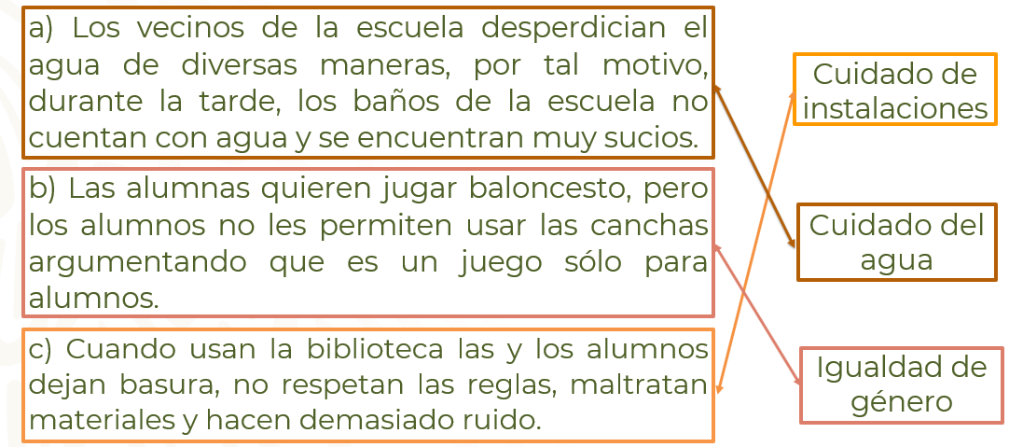 a) Los vecinos de la escuela desperdician el
agua de diversas maneras, por tal motivo,
durante la tarde, los baños de la escuela no
cuentan con agua y se encuentran muy sucios.
b) Las alumnas quieren jugar baloncesto, pero
los alumnos no les permiten usar las canchas
argumentando que es un juego sólo para
alumnos.
c) Cuando usan la biblioteca las y los alumnos
dejan basura, no respetan las reglas, maltratan
materiales y hacen demasiado ruido.
Cuidado de
instalaciones
Cuidado del
agua
Igualdad de
género